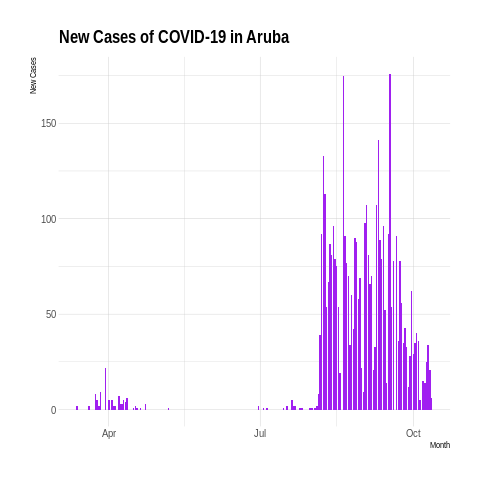 New Cases of COVID-19 in Aruba
New Cases
150
100
50
0
Apr
Jul
Oct
Month